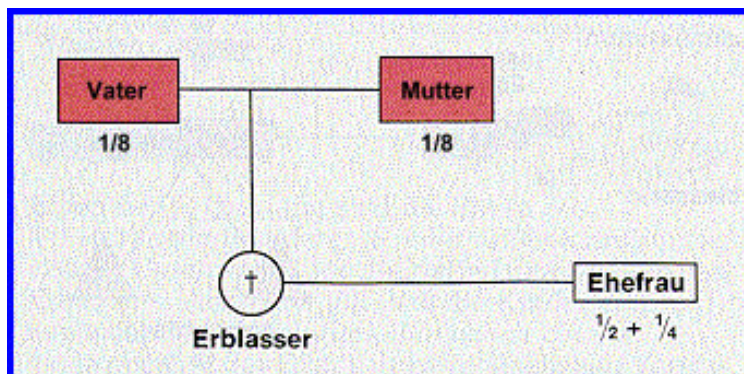 Vater
Mutter
1/8
1/8
†
Ehefrau
Erblasser
1/2 + 1/4